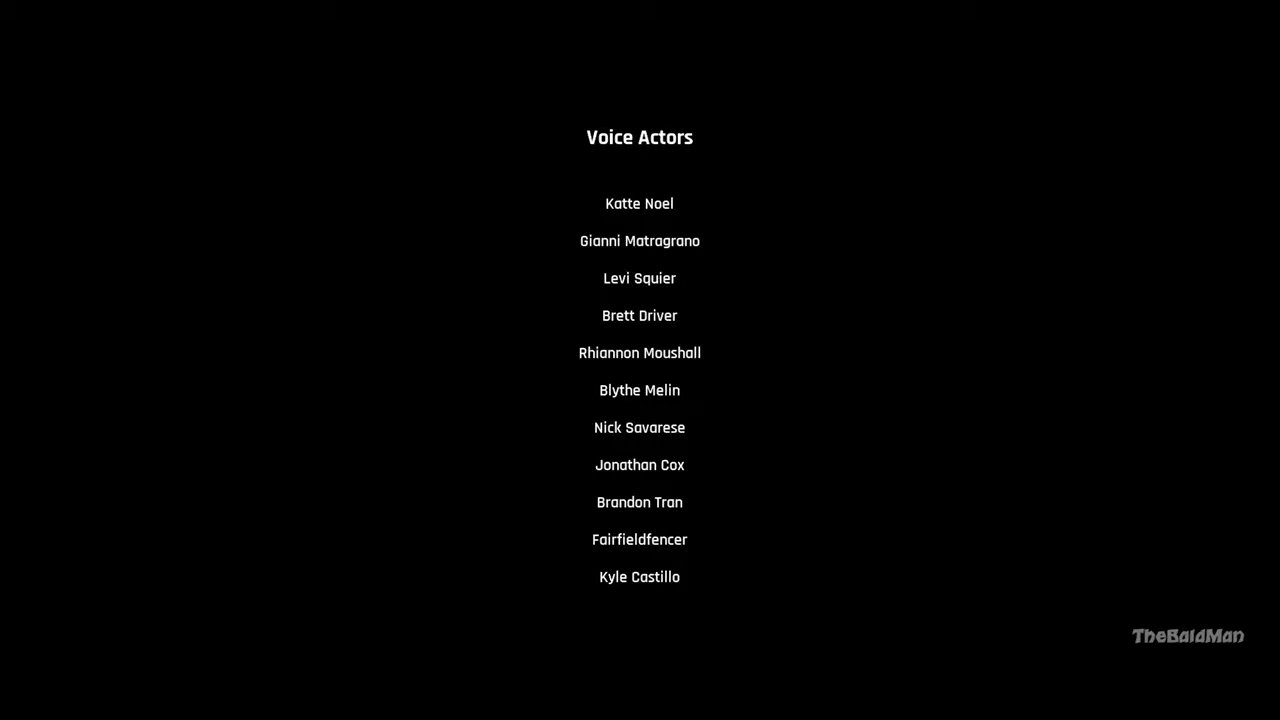 Voice Actors
Katte Noel
Gianni Matragrano
Levi Squier
Brett Driver
Rhiannon Moushall
Blythe Melin
Nick Savarese
Jonathan Cox
Brandon Tran
Fairfieldfencer
Kyle Castillo
TheBaldMan